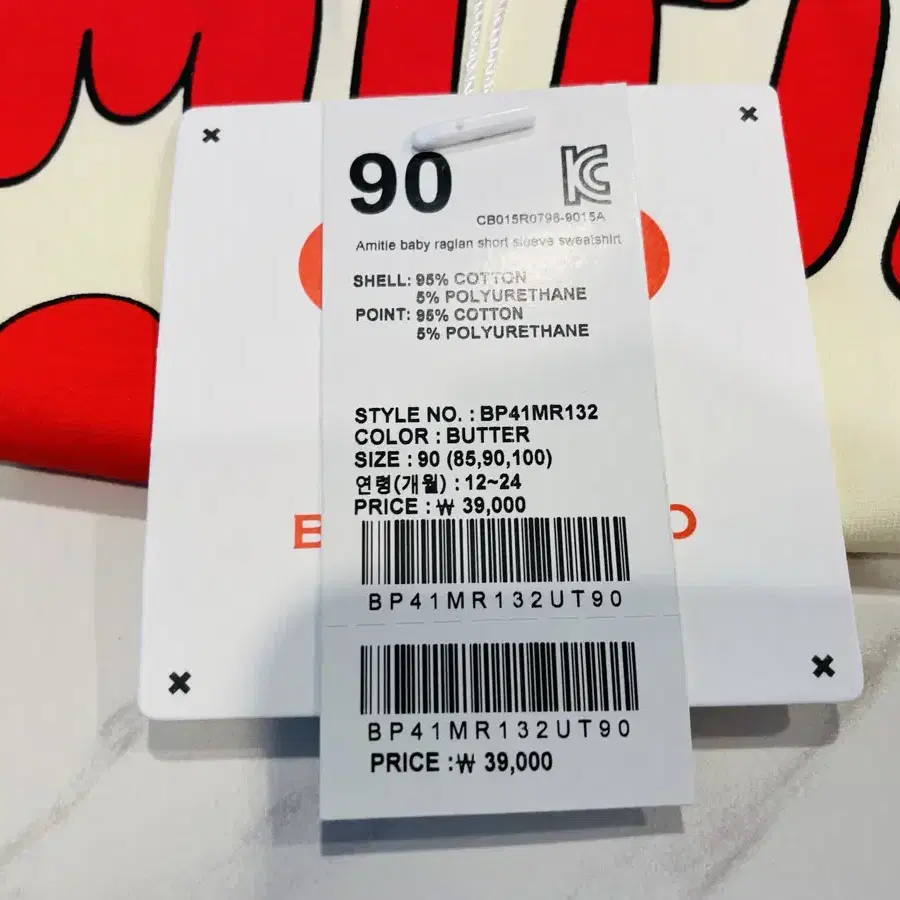 90
KC
CB015R0796-9015A
Amitie baby raglan short sleeve sweatshirt
SHELL: 95% COTTON
5% POLYURETHANE
POINT: 95% COTTON
5% POLYURETHANE
STYLE NO. : BP41MR132
COLOR : BUTTER
SIZE : 90 (85,90,100)
연령(개월) : 12~24
PRICE : ₩ 39,000
BP41MR132UT90
BP41MR132UT90
PRICE : ₩ 39,000